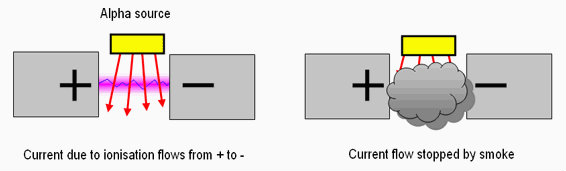 Alpha source
+
−
+
−
Current due to ionisation flows from + to -
Current flow stopped by smoke